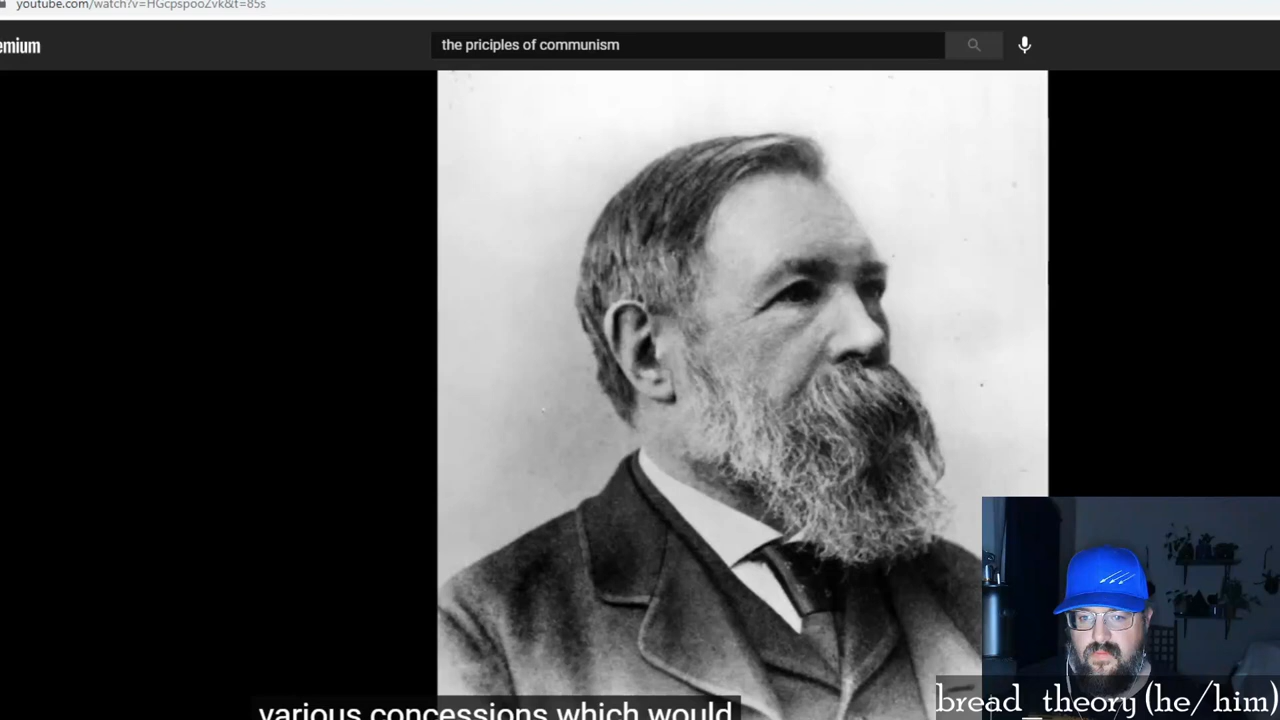 youtube.com/watch?v=HGcpspooZvk&t=85s
emium
the priciples of communism
various concessions which would
bread_theory (he/him)